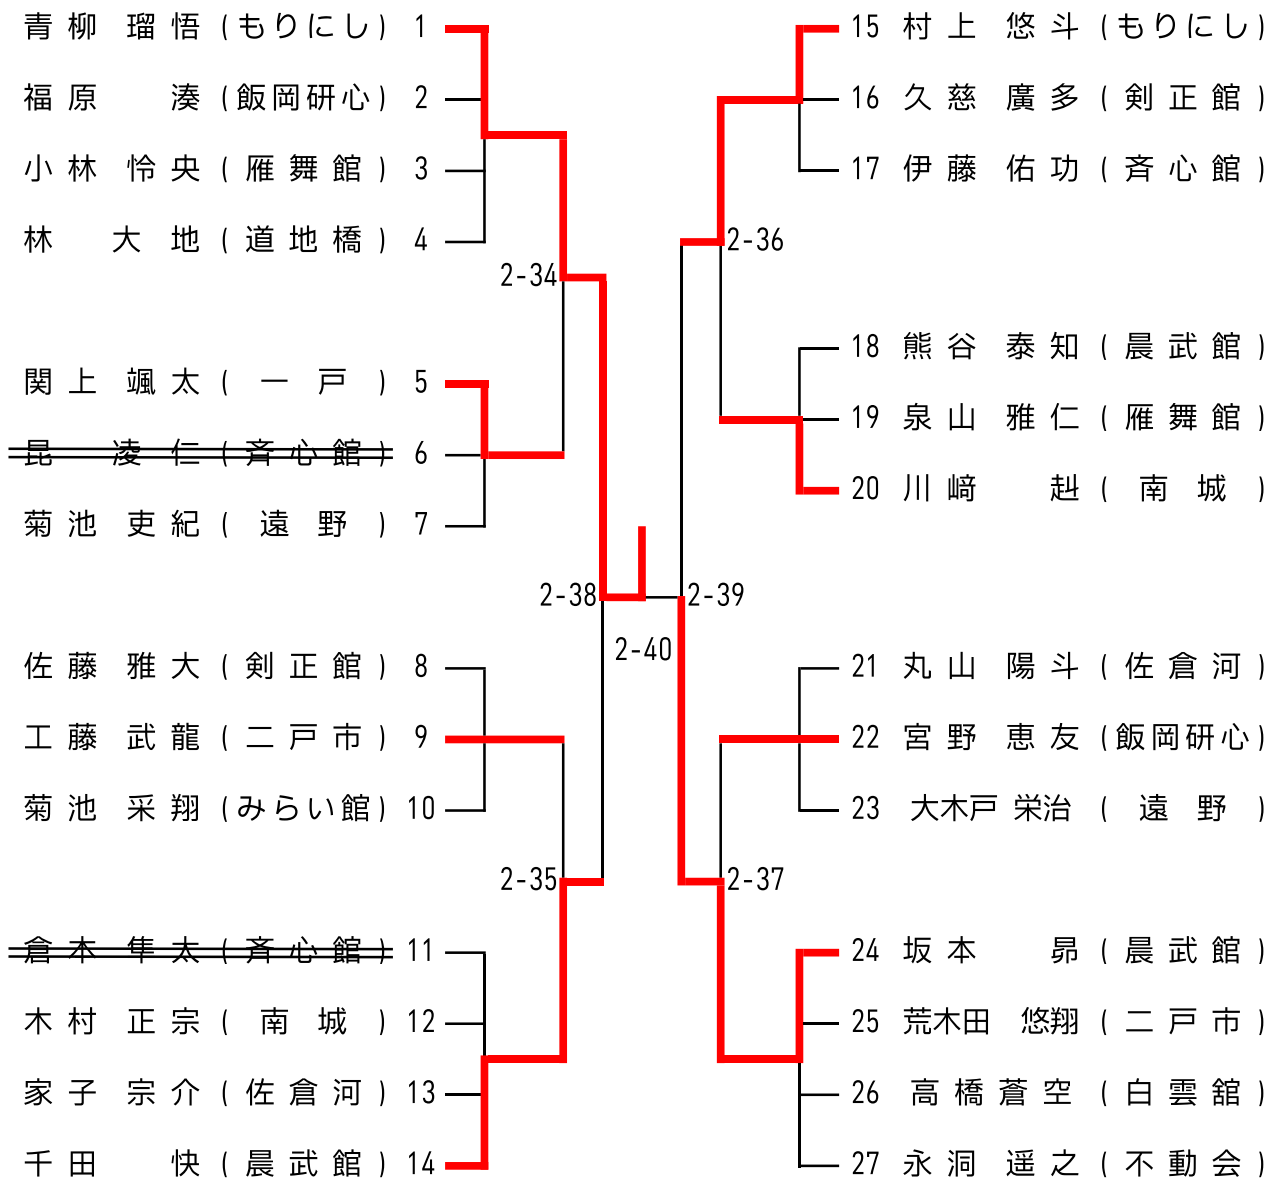 青柳 瑠悟 (もりにし) 1
福原 湊 (飯岡研心) 2
小林 怜央 (雁舞館) 3
林 大地 (道地橋) 4
2-34
関上 颯太 (一戸) 5
昆 凌仁 (斉心館) 6
菊池 吏紀 (遠野) 7
2-38
佐藤 雅大 (剣正館) 8
工藤 武龍 (二戸市) 9
菊池 采翔 (みらい館) 10
2-35
倉本 隼太 (斉心館) 11
木村 正宗 (南城) 12
家子 宗介 (佐倉河) 13
千田 快 (晨武館) 14
2-40
15 村上 悠斗 (もりにし)
16 久慈 廣多 (剣正館)
17 伊藤 佑功 (斉心館)
2-36
18 熊谷 泰知 (晨武館)
19 泉山 雅仁 (雁舞館)
20 川﨑 赳 (南城)
2-39
21 丸山 陽斗 (佐倉河)
22 宮野 恵友 (飯岡研心)
23 大木戸 栄治 (遠野)
2-37
24 坂本 昴 (晨武館)
25 荒木田 悠翔 (二戸市)
26 高橋 蒼空 (白雲舘)
27 永洞 遥之 (不動会)